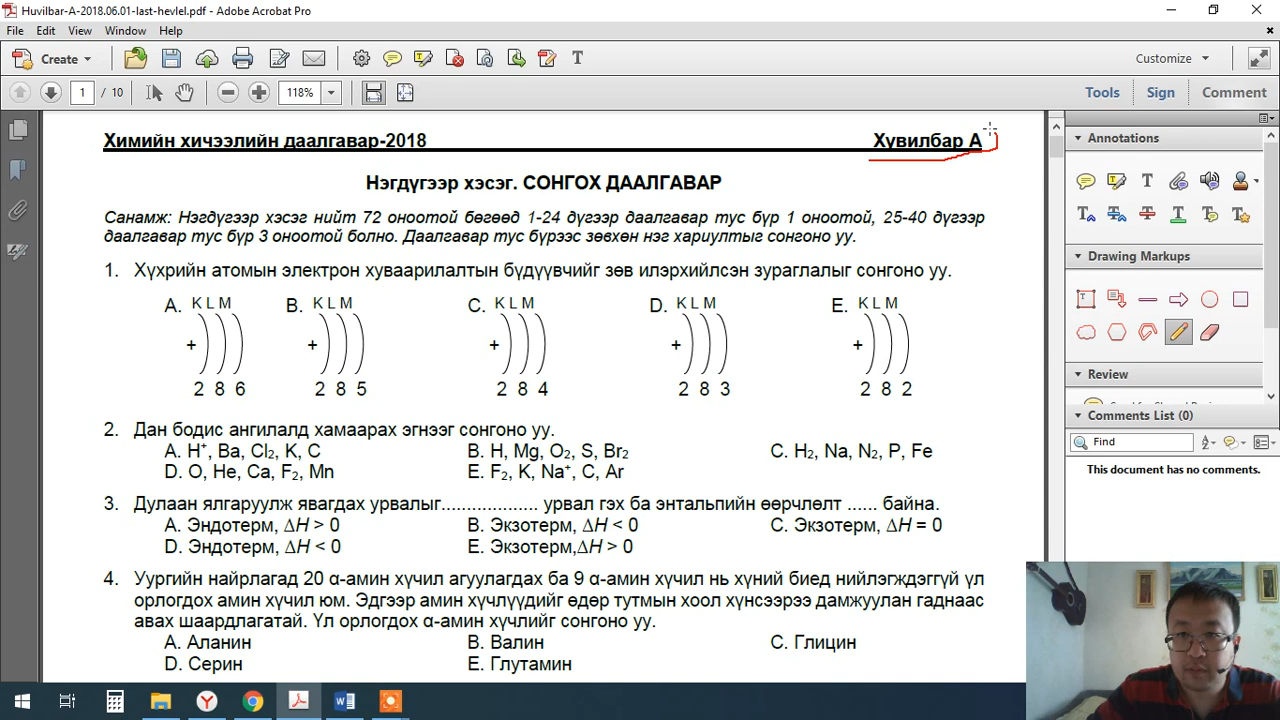 Huvilbar-A-2018.06.01-last-hevlel.pdf - Adobe Acrobat Pro
File Edit View Window Help
Create
Customize
1 / 10
118%
Tools Sign Comment
Химийн хичээлийн даалгавар-2018 Хувилбар А
Нэгдүгээр хэсэг. СОНГОХ ДААЛГАВАР
Санамж: Нэгдүгээр хэсэг нийт 72 оноотой бөгөөд 1-24 дүгээр даалгавар тус бүр 1 оноотой, 25-40 дүгээр
даалгавар тус бүр 3 оноотой болно. Даалгавар тус бүрээс зөвхөн нэг хариултыг сонгоно уу.
1. Хүхрийн атомын электрон хуваарилалтын бүдүүвчийг зөв илэрхийлсэн зураглалыг сонгоно уу.
A. K L M B. K L M C. K L M D. K L M E. K L M
+ + + + +
2 8 6 2 8 5 2 8 4 2 8 3 2 8 2
2. Дан бодис ангилалд хамаарах эгнээг сонгоно уу.
A. H⁺, Ba, Cl₂, K, C B. H, Mg, O₂, S, Br₂ C. H₂, Na, N₂, P, Fe
D. O, He, Ca, F₂, Mn E. F₂, K, Na⁺, C, Ar
3. Дулаан ялгаруулж явагдах урвалыг................... урвал гэх ба энтальпийн өөрчлөлт ...... байна.
A. Эндотерм, ΔH > 0 B. Экзотерм, ΔH < 0 C. Экзотерм, ΔH = 0
D. Эндотерм, ΔH < 0 E. Экзотерм,ΔH > 0
4. Уургийн найрлагад 20 α-амин хүчил агуулагдах ба 9 α-амин хүчил нь хүний биед нийлэгждэггүй үл
орлогдох амин хүчил юм. Эдгээр амин хүчлүүдийг өдөр тутмын хоол хүнсээрээ дамжуулан гаднаас
авах шаардлагатай. Үл орлогдох α-амин хүчлийг сонгоно уу.
A. Аланин B. Валин C. Глицин
D. Серин E. Глутамин
Annotations
Drawing Markups
Review
Comments List (0)
Find
This document has no comments.